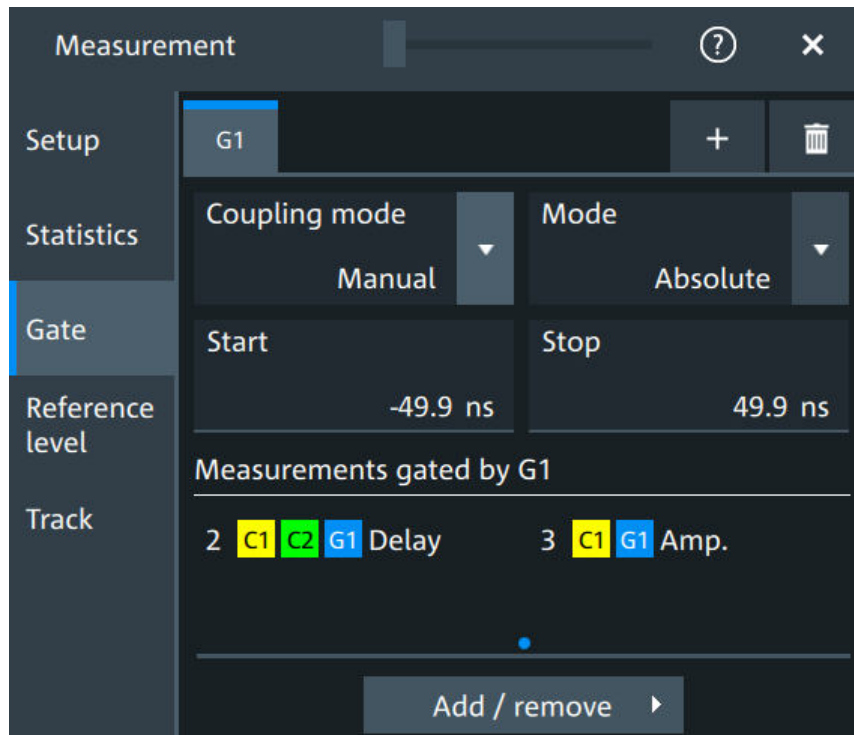 Measurement ? ×
Setup
G1 +
Statistics
Coupling mode
Manual
Mode
Absolute
Gate
Start
-49.9 ns
Stop
49.9 ns
Reference
level
Measurements gated by G1
Track
2 C1 C2 G1 Delay
3 C1 G1 Amp.
Add / remove